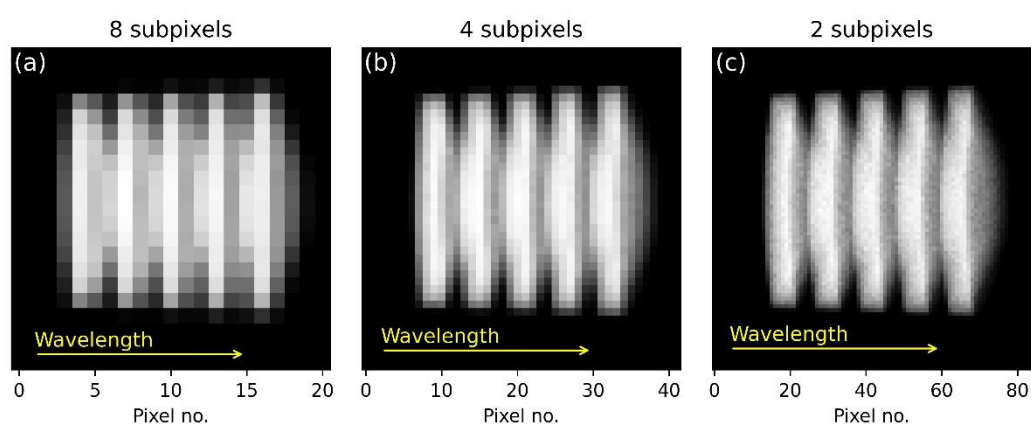 8 subpixels
4 subpixels
2 subpixels
(a)
(b)
(c)
Wavelength
Wavelength
Wavelength
0 5 10 15 20
0 10 20 30 40
0 20 40 60 80
Pixel no.
Pixel no.
Pixel no.